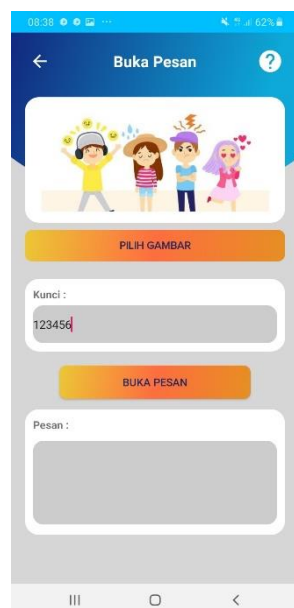 08:38
62%
Buka Pesan
?
PILIH GAMBAR
Kunci :
123456
BUKA PESAN
Pesan :